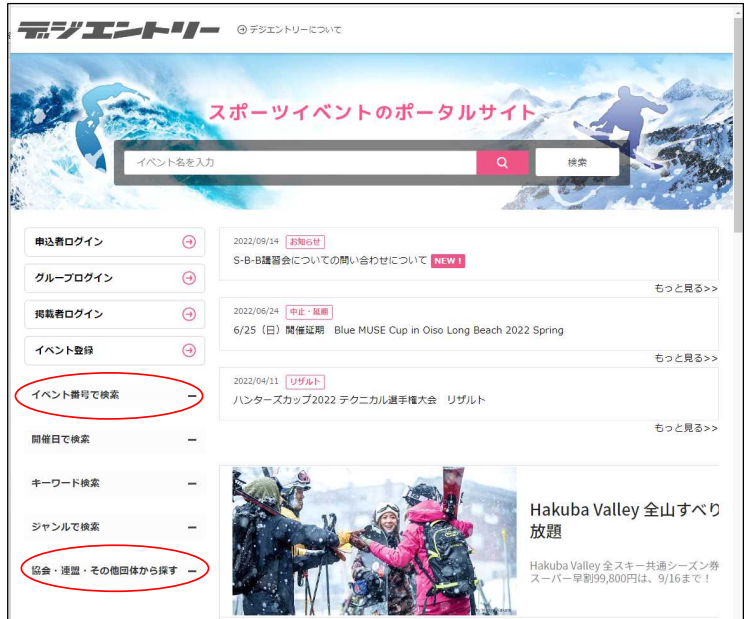 デジエントリー
デジエントリーについて
スポーツイベントのポータルサイト
イベント名を入力
検索
申込者ログイン
グループログイン
掲載者ログイン
イベント登録
イベント番号で検索
開催日で検索
キーワード検索
ジャンルで検索
協会・連盟・その他団体から探す
2022/09/14 お知らせ
S-B-B講習会についての問い合わせについて NEW!
もっと見る>>
2022/06/24 中止・延期
6/25（日）開催延期 Blue MUSE Cup in Oiso Long Beach 2022 Spring
もっと見る>>
2022/04/11 リザルト
ハンターズカップ2022 テクニカル選手権大会 リザルト
もっと見る>>
Hakuba Valley 全山すべり
放題
Hakuba Valley 全スキー共通シーズン券
スーパー早割99,800円は、9/16まで！